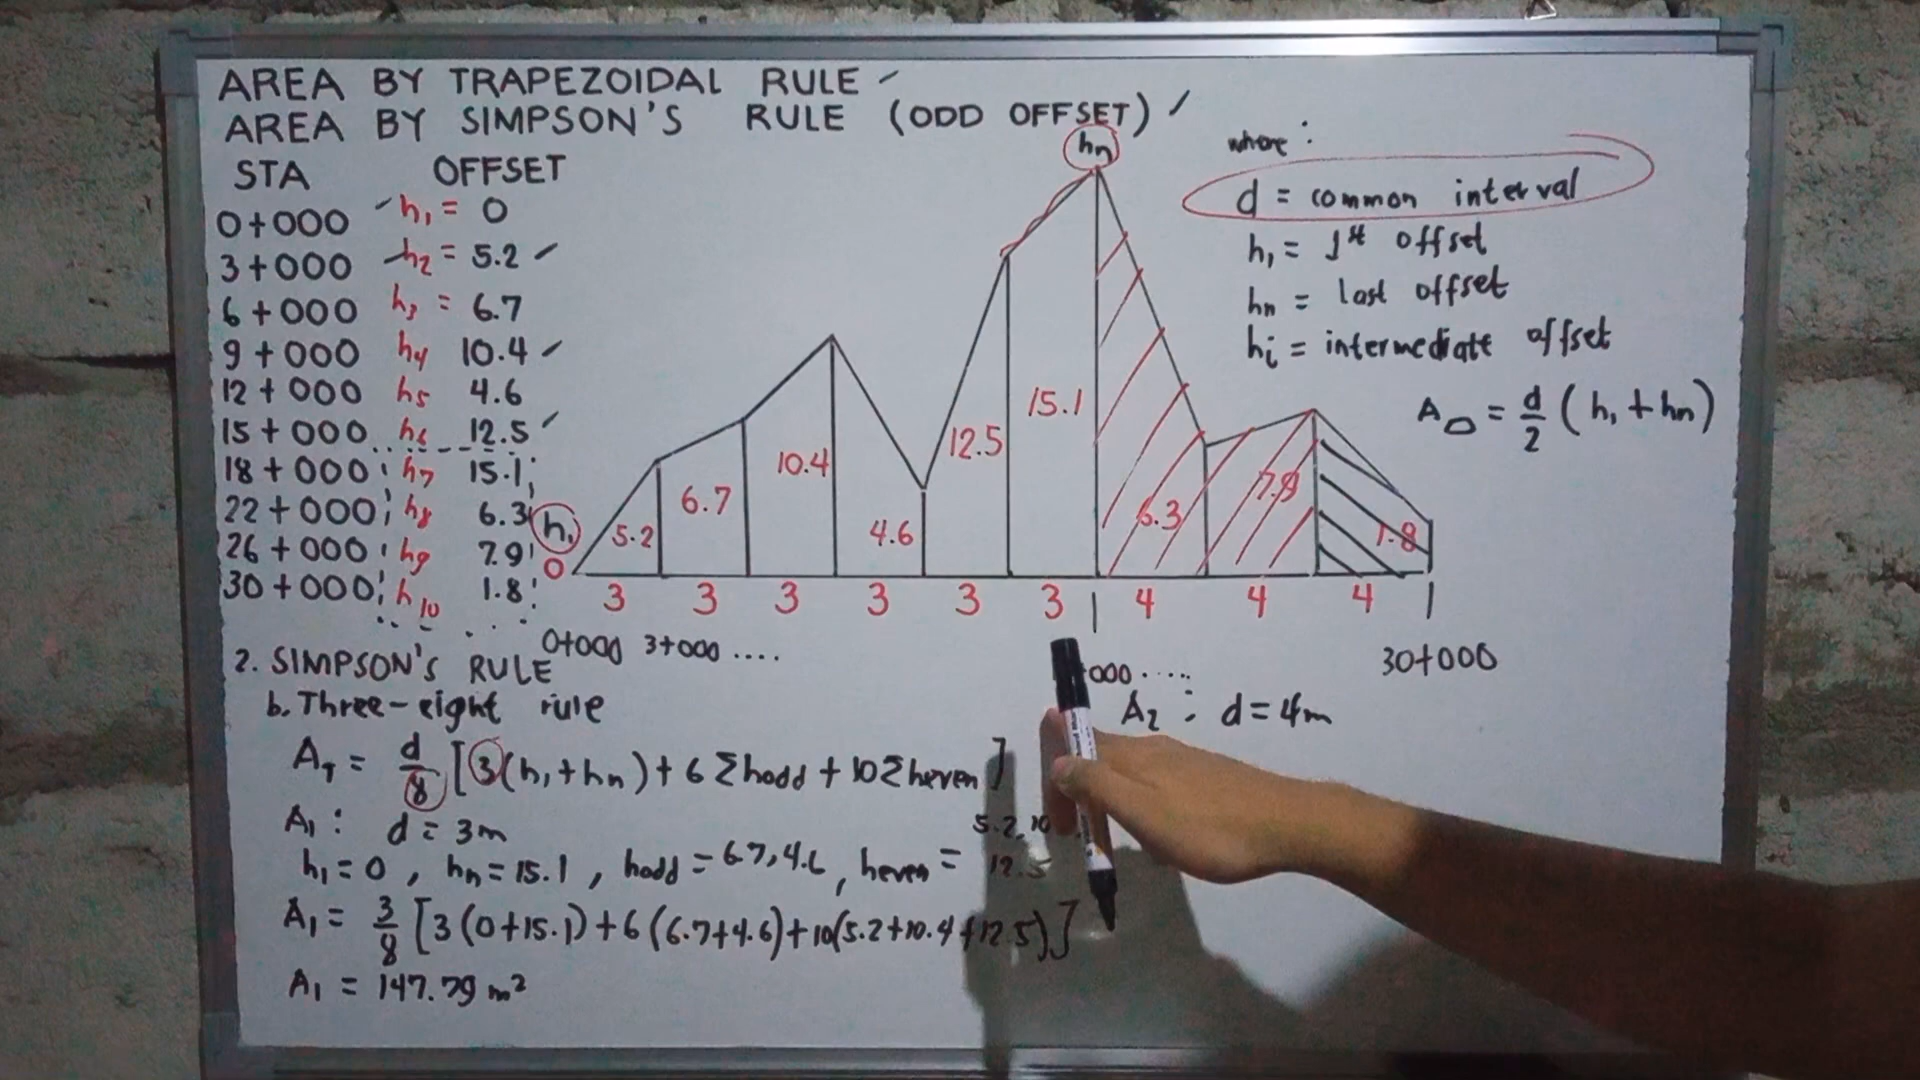 AREA BY TRAPEZOIDAL RULE
AREA BY SIMPSON'S RULE (ODD OFFSET)
STA OFFSET
0+000 h₁ = 0
3+000 h₂ = 5.2
6+000 h₃ = 6.7
9+000 h₄ 10.4
12+000 h₅ 4.6
15+000 h₆ 12.5
18+000 h₇ 15.1
22+000 h₈ 6.3
26+000 h₉ 7.9
30+000 h₁₀ 1.8
hₙ
h₁
0 5.2 6.7 10.4 4.6 12.5 15.1 6.3 7.9 1.8
3 3 3 3 3 3 4 4 4
0+000 3+000 .... 000 ..... 30+000
where:
d = common interval
h₁ = 1st offset
hₙ = last offset
hᵢ = intermediate offset
A = d/2 (h₁ + hₙ)
2. SIMPSON'S RULE
b. Three-eight rule
A_T = d/8 [3(h₁+hₙ) + 6Σhodd + 10Σheven]
A₁: d = 3m
h₁ = 0, hₙ = 15.1, hodd = 6.7, 4.6, heven = 5.2, 10 12.5
A₁ = 3/8 [3(0+15.1)+6(6.7+4.6)+10(5.2+10.4+12.5)]
A₁ = 147.79 m²
A₂: d = 4m